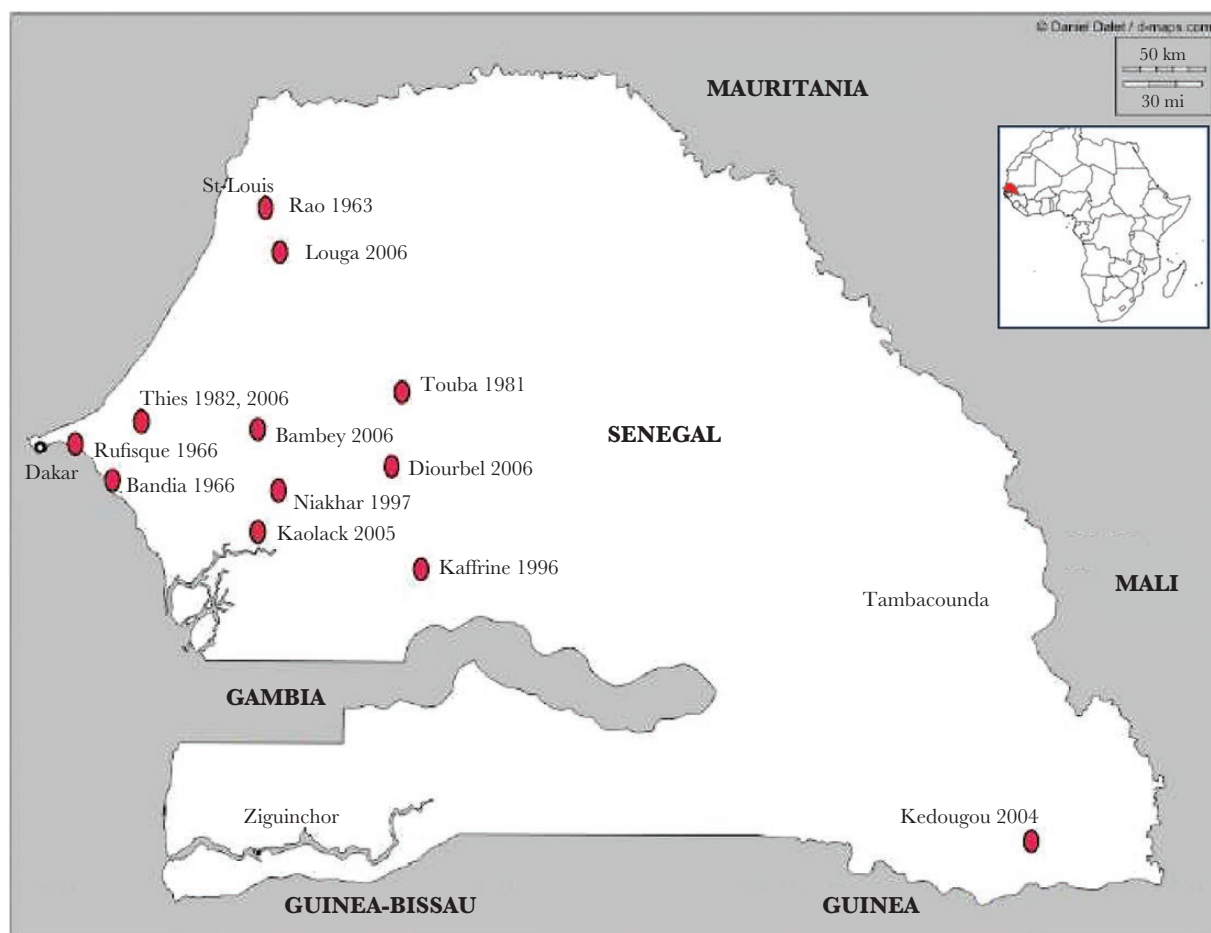 © Daniel Dalet / d-maps.com
50 km
30 mi
MAURITANIA
St-Louis
Rao 1963
Louga 2006
Touba 1981
Thies 1982, 2006
Bambey 2006
SENEGAL
Rufisque 1966
Dakar
Diourbel 2006
Bandia 1966
Niakhar 1997
Kaolack 2005
Kaffrine 1996
MALI
Tambacounda
GAMBIA
Ziguinchor
Kedougou 2004
GUINEA-BISSAU
GUINEA